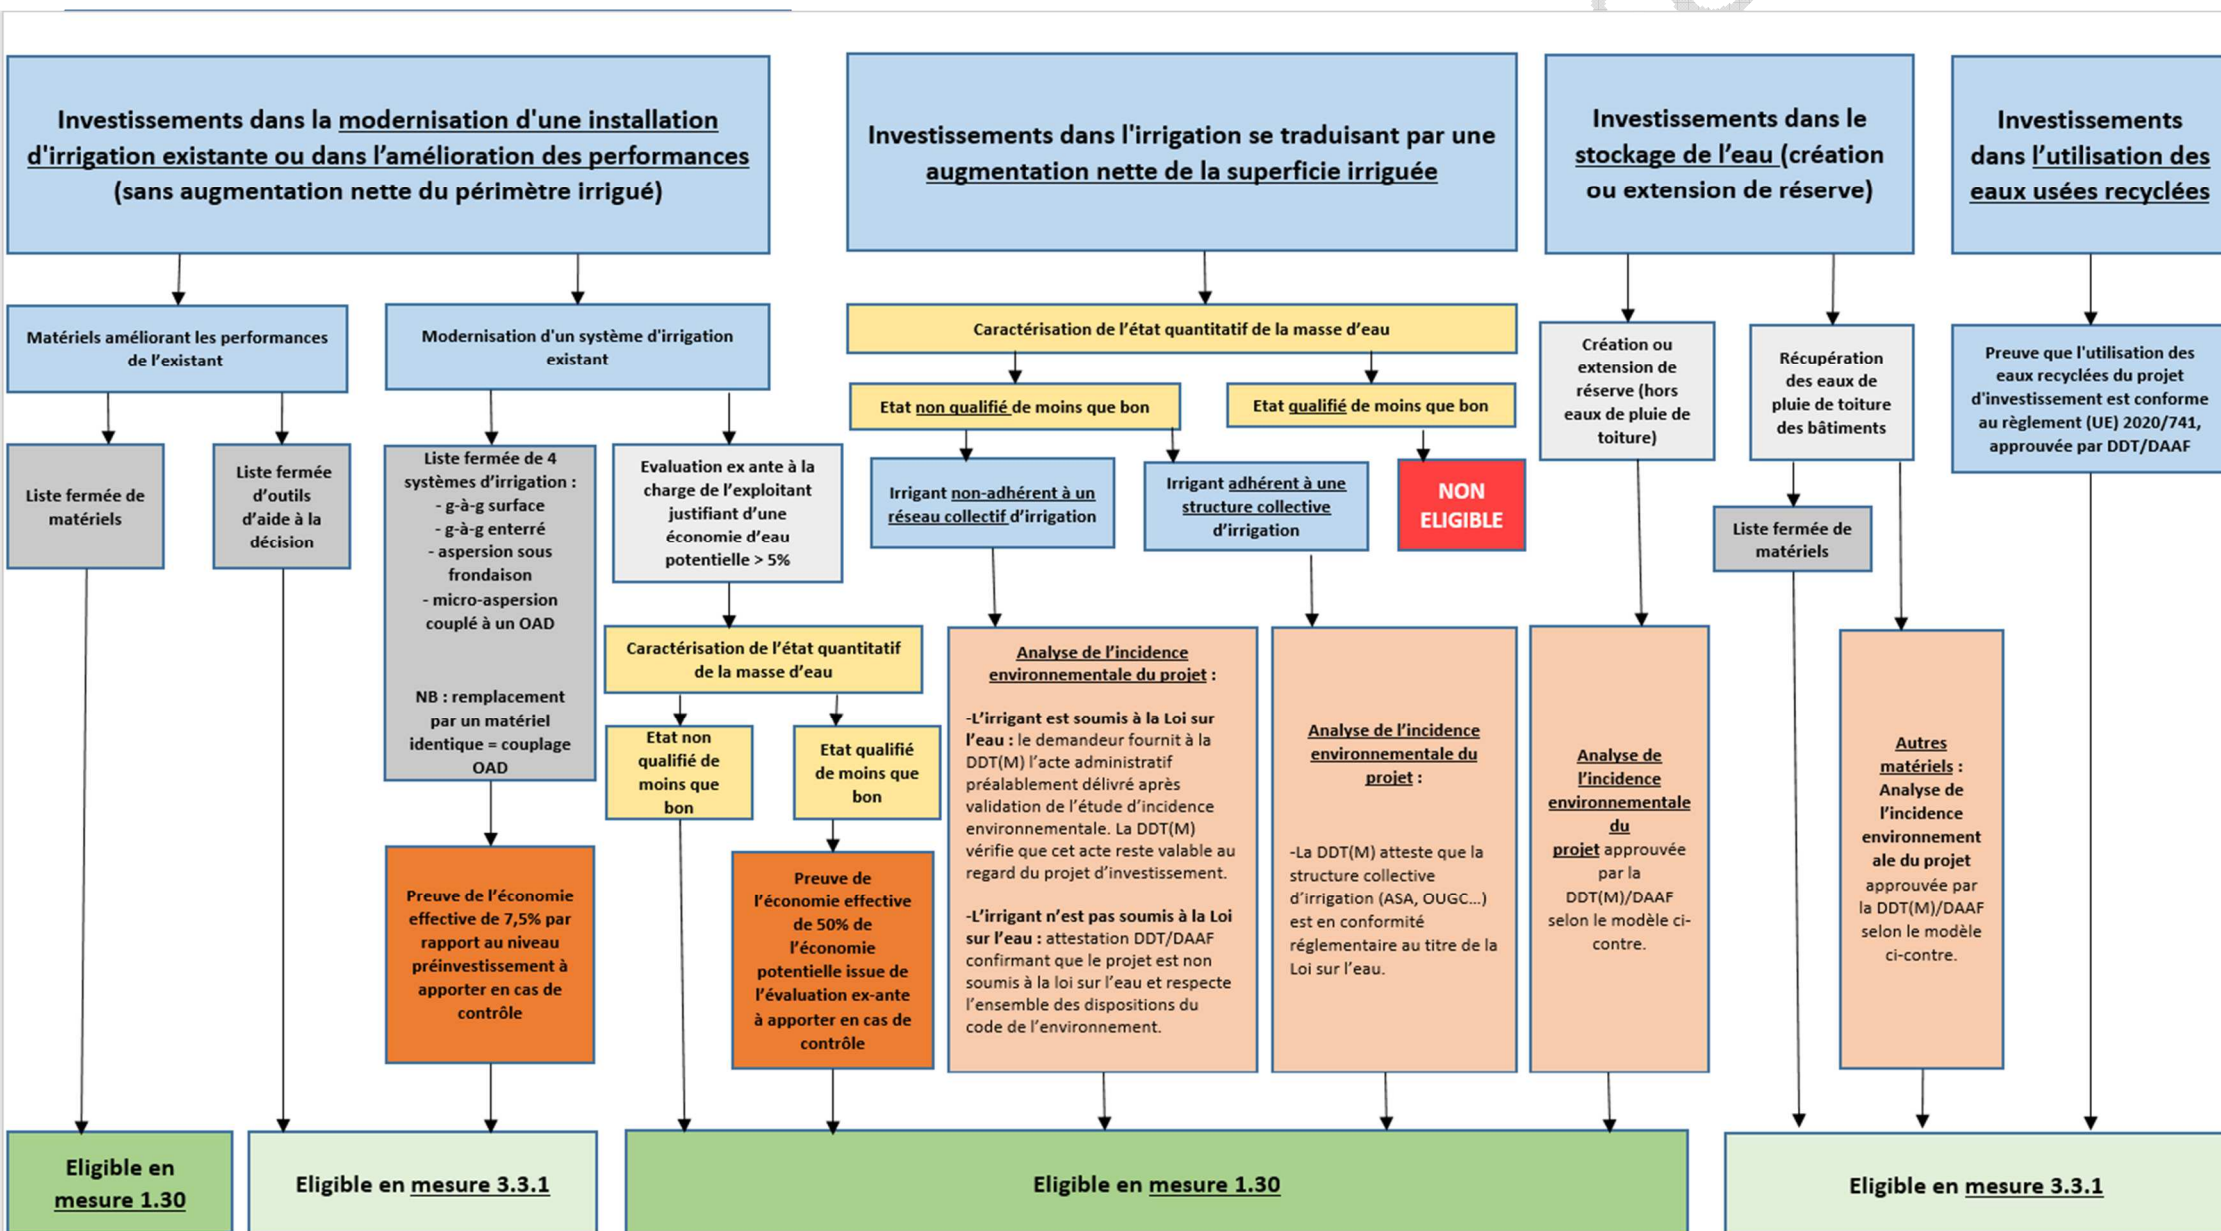 Investissements dans la modernisation d'une installation
d'irrigation existante ou dans l’amélioration des performances
(sans augmentation nette du périmètre irrigué)
Investissements dans l'irrigation se traduisant par une
augmentation nette de la superficie irriguée
Investissements dans le
stockage de l’eau (création
ou extension de réserve)
Investissements
dans l’utilisation des
eaux usées recyclées
Matériels améliorant les performances
de l’existant
Modernisation d'un système d'irrigation
existant
Caractérisation de l’état quantitatif de la masse d’eau
Etat non qualifié de moins que bon
Etat qualifié de moins que bon
Création ou
extension de
réserve (hors
eaux de pluie de
toiture)
Récupération
des eaux de
pluie de toiture
des bâtiments
Preuve que l'utilisation des
eaux recyclées du projet
d'investissement est conforme
au règlement (UE) 2020/741,
approuvée par DDT/DAAF
Liste fermée de
matériels
Liste fermée
d’outils
d’aide à la
décision
Liste fermée de 4
systèmes d’irrigation :
- g-à-g surface
- g-à-g enterré
- aspersion sous
frondaison
- micro-aspersion
couplé à un OAD
NB : remplacement
par un matériel
identique = couplage
OAD
Evaluation ex ante à la
charge de l’exploitant
justifiant d’une
économie d’eau
potentielle > 5%
Irrigant non-adhérent à un
réseau collectif d’irrigation
Irrigant adhérent à une
structure collective
d’irrigation
NON
ELIGIBLE
Liste fermée de
matériels
Caractérisation de l’état quantitatif
de la masse d’eau
Etat non
qualifié de
moins que
bon
Etat qualifié
de moins que
bon
Preuve de l’économie
effective de 7,5% par
rapport au niveau
préinvestissement à
apporter en cas de
contrôle
Preuve de
l’économie effective
de 50% de
l’économie
potentielle issue de
l’évaluation ex-ante
à apporter en cas de
contrôle
Analyse de l’incidence
environnementale du projet :
-L’irrigant est soumis à la Loi sur
l’eau : le demandeur fournit à la
DDT(M) l’acte administratif
préalablement délivré après
validation de l’étude d’incidence
environnementale. La DDT(M)
vérifie que cet acte reste valable au
regard du projet d’investissement.
-L’irrigant n’est pas soumis à la Loi
sur l’eau : attestation DDT/DAAF
confirmant que le projet est non
soumis à la loi sur l’eau et respecte
l’ensemble des dispositions du
code de l’environnement.
Analyse de l’incidence
environnementale du
projet :
-La DDT(M) atteste que la
structure collective
d’irrigation (ASA, OUGC...)
est en conformité
réglementaire au titre de la
Loi sur l’eau.
Analyse de
l’incidence
environnementale
du
projet approuvée
par la
DDT(M)/DAAF
selon le modèle ci-
contre.
Autres
matériels :
Analyse de
l’incidence
environnement
ale du projet
approuvée par
la DDT(M)/DAAF
selon le modèle
ci-contre.
Eligible en
mesure 1.30
Eligible en mesure 3.3.1
Eligible en mesure 1.30
Eligible en mesure 3.3.1